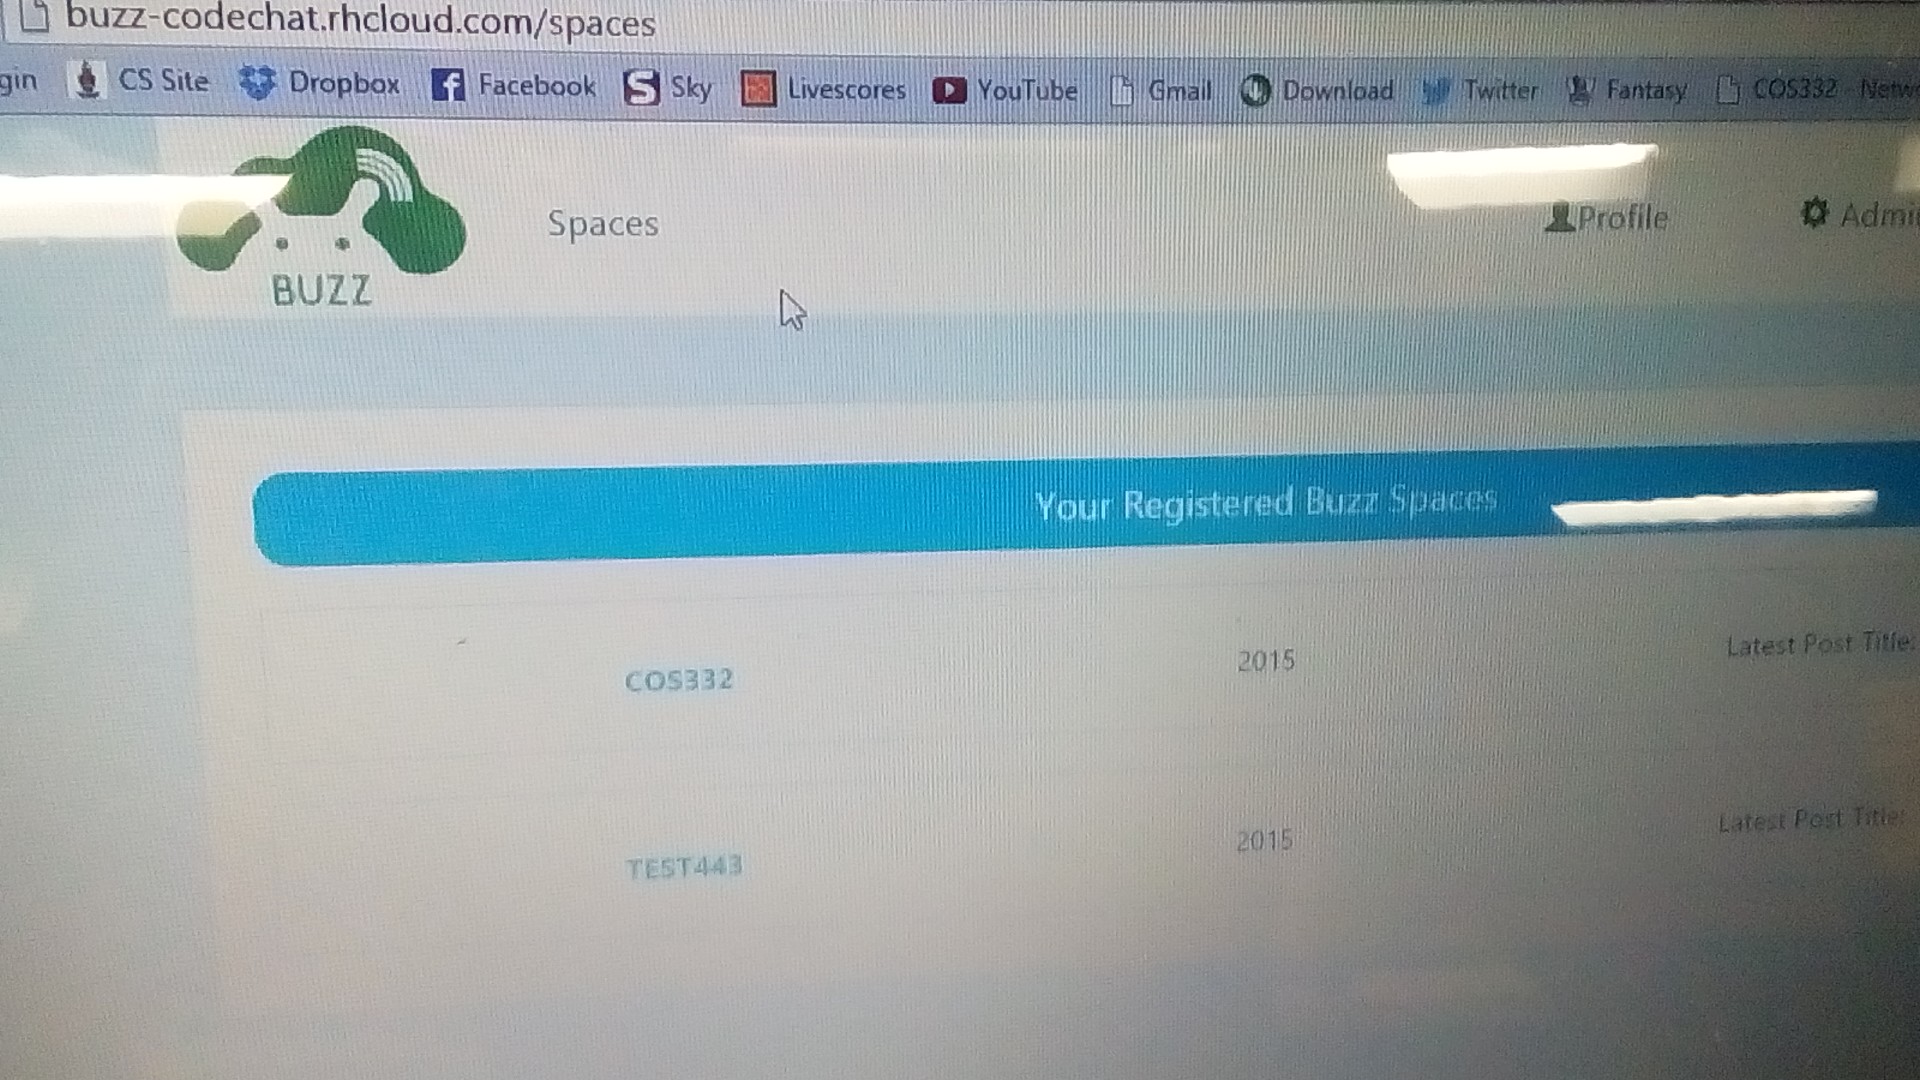 buzz-codechat.rhcloud.com/spaces
gin CS Site Dropbox Facebook Sky Livescores YouTube Gmail Download Twitter Fantasy COS332 Netw
BUZZ
Spaces Profile Admi
Your Registered Buzz Spaces
COS332 2015 Latest Post Title:
TEST443 2015 Latest Post Title: